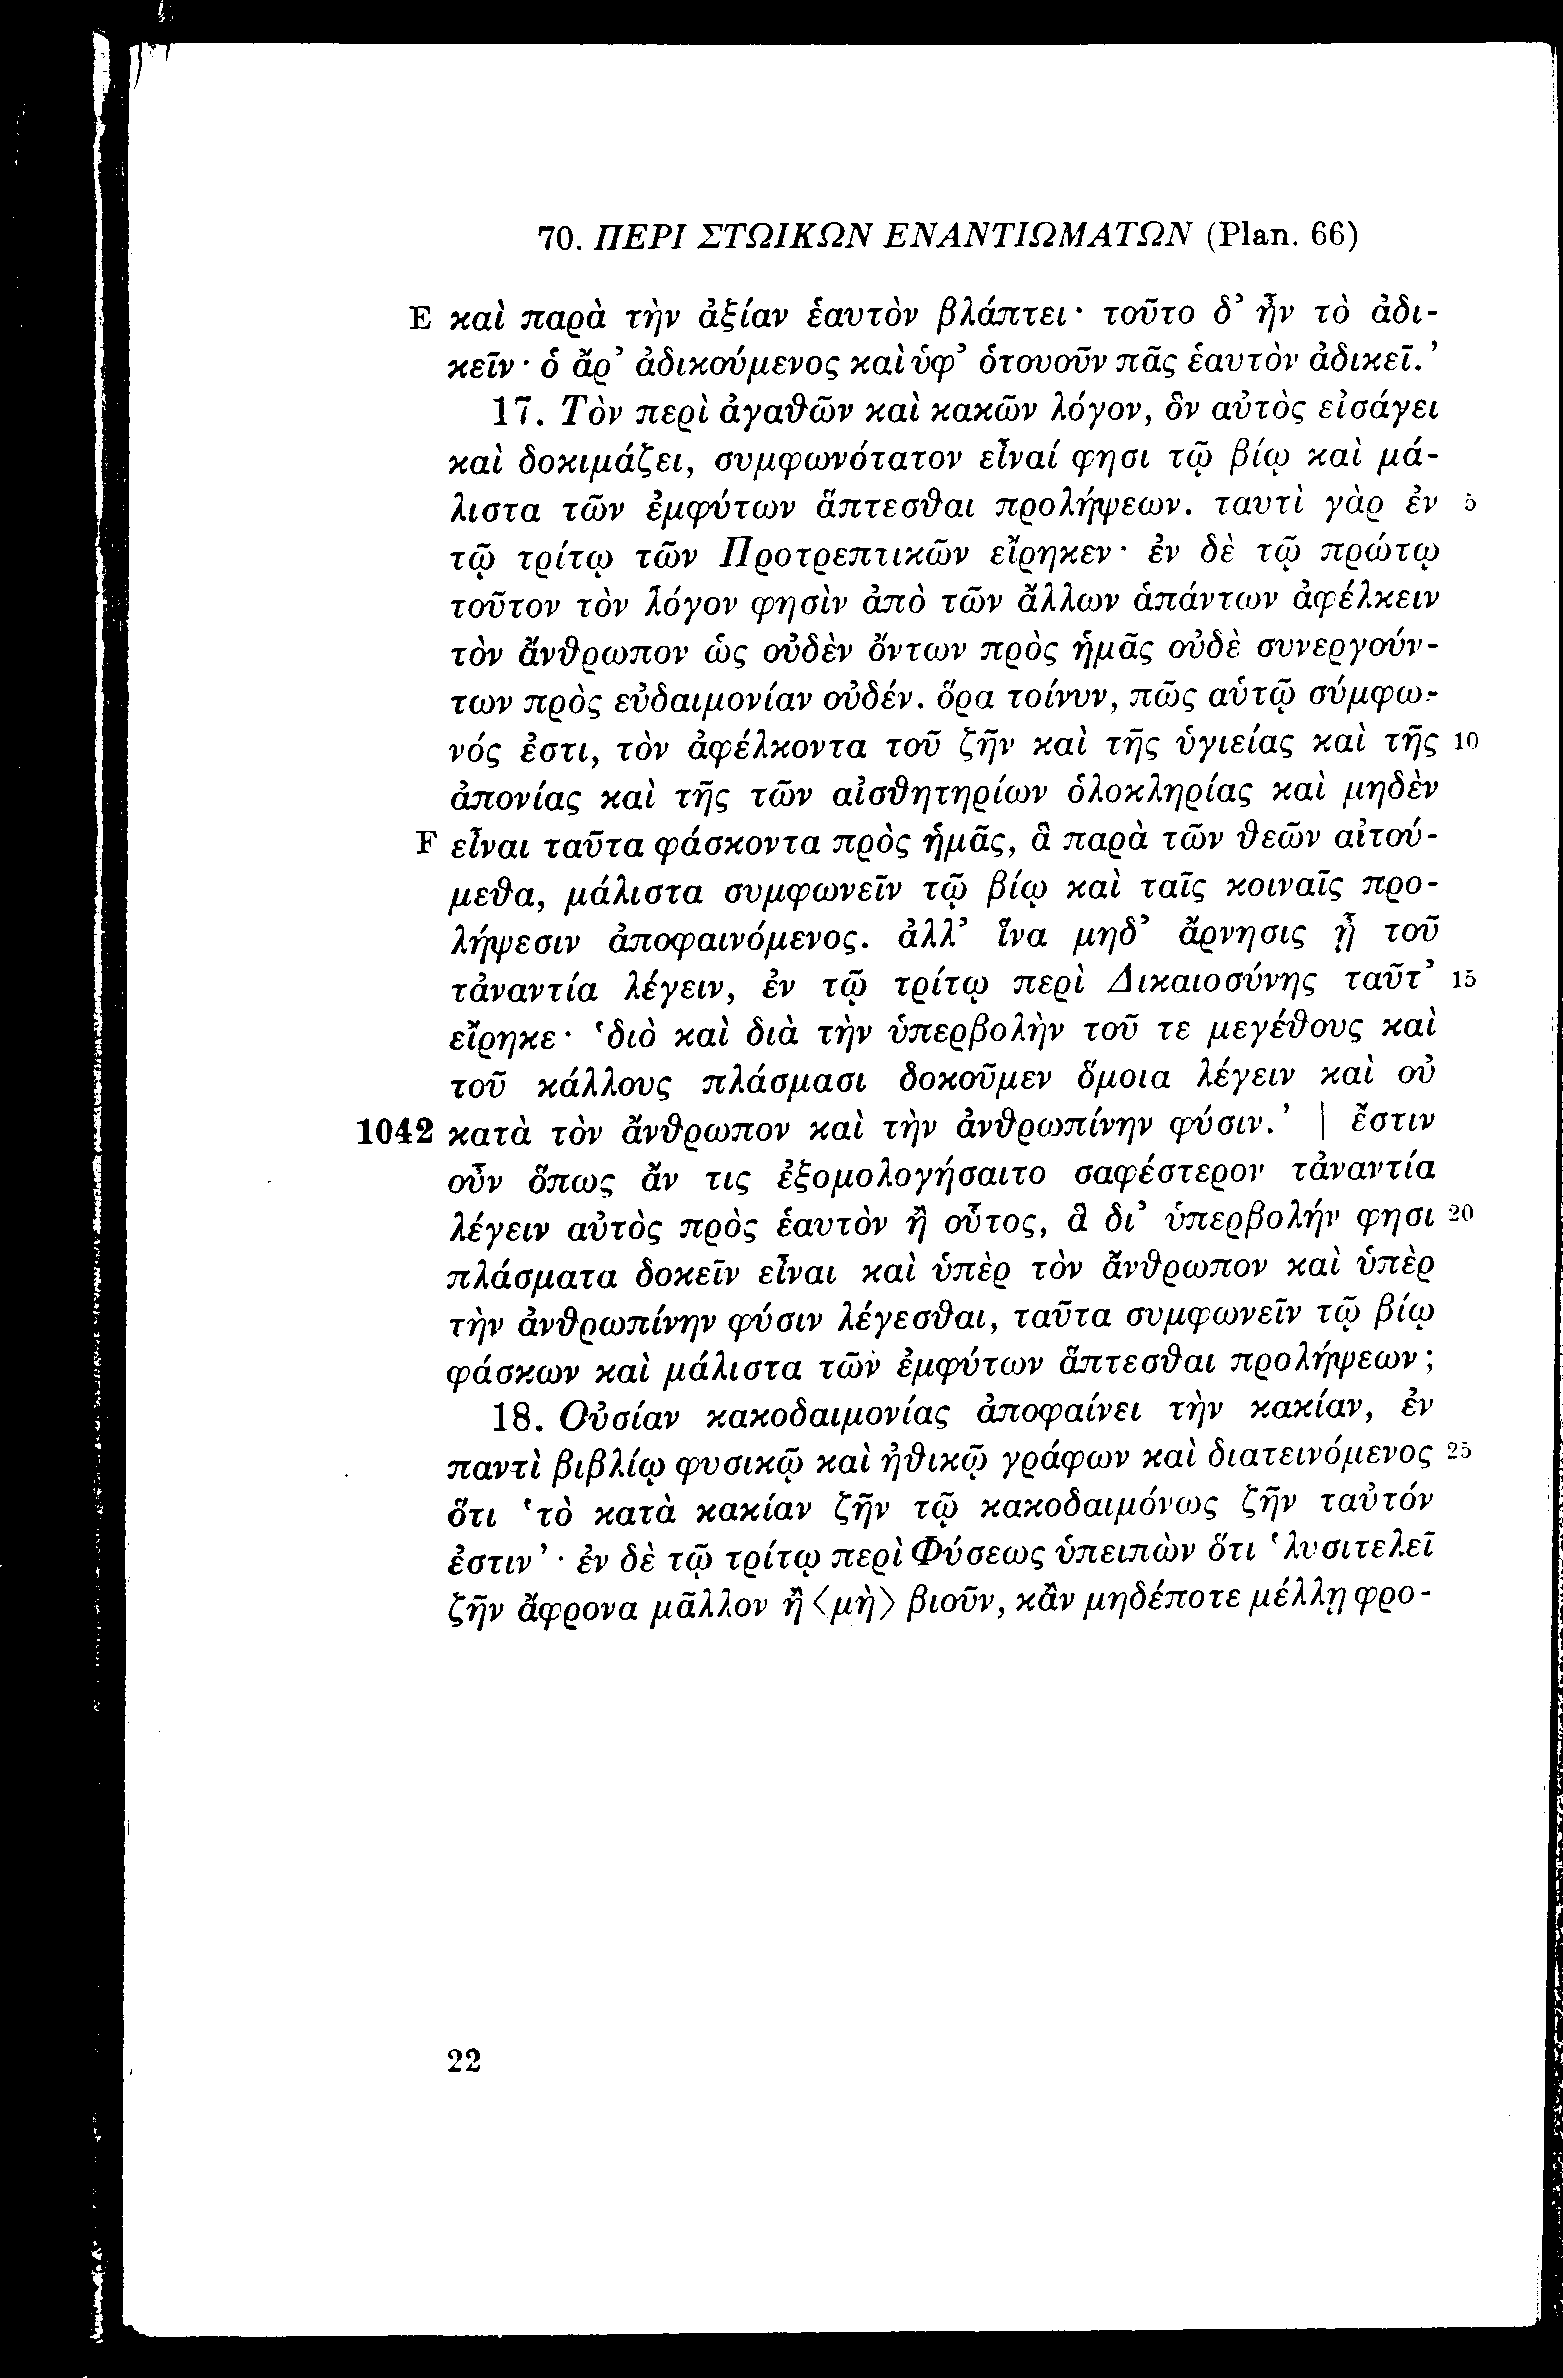 70. ΠΕΡΙ ΣΤΩΙΚΩΝ ΕΝΑΝΤΙΩΜΑΤΩΝ (Plan. 66)
E καὶ παρὰ τὴν ἀξίαν ἑαυτὸν βλάπτει· τοῦτο δ’ ἦν τὸ ἀδι-
κεῖν· ὁ ἄρ’ ἀδικούμενος καὶ ὑφ’ ὁτουοῦν πᾶς ἑαυτὸν ἀδικεῖ.’
17. Τὸν περὶ ἀγαθῶν καὶ κακῶν λόγον, ὃν αὐτὸς εἰσάγει
καὶ δοκιμάζει, συμφωνότατον εἶναί φησι τῷ βίῳ καὶ μά-
λιστα τῶν ἐμφύτων ἅπτεσθαι προλήψεων. ταυτὶ γὰρ ἐν 5
τῷ τρίτῳ τῶν Προτρεπτικῶν εἴρηκεν· ἐν δὲ τῷ πρώτῳ
τοῦτον τὸν λόγον φησὶν ἀπὸ τῶν ἄλλων ἁπάντων ἀφέλκειν
τὸν ἄνθρωπον ὡς οὐδὲν ὄντων πρὸς ἡμᾶς οὐδὲ συνεργούν-
των πρὸς εὐδαιμονίαν οὐδέν. ὅρα τοίνυν, πῶς αὑτῷ σύμφω-
νός ἐστι, τὸν ἀφέλκοντα τοῦ ζῆν καὶ τῆς ὑγιείας καὶ τῆς 10
ἀπονίας καὶ τῆς τῶν αἰσθητηρίων ὁλοκληρίας καὶ μηδὲν
F εἶναι ταῦτα φάσκοντα πρὸς ἡμᾶς, ἃ παρὰ τῶν θεῶν αἰτού-
μεθα, μάλιστα συμφωνεῖν τῷ βίῳ καὶ ταῖς κοιναῖς προ-
λήψεσιν ἀποφαινόμενος. ἀλλ’ ἵνα μηδ’ ἄρνησις ᾖ τοῦ
τἀναντία λέγειν, ἐν τῷ τρίτῳ περὶ Δικαιοσύνης ταῦτ’ 15
εἴρηκε· ‘διὸ καὶ διὰ τὴν ὑπερβολὴν τοῦ τε μεγέθους καὶ
τοῦ κάλλους πλάσμασι δοκοῦμεν ὅμοια λέγειν καὶ οὐ
1042 κατὰ τὸν ἄνθρωπον καὶ τὴν ἀνθρωπίνην φύσιν.’ | ἔστιν
οὖν ὅπως ἄν τις ἐξομολογήσαιτο σαφέστερον τἀναντία
λέγειν αὐτὸς πρὸς ἑαυτὸν ἢ οὗτος, ἃ δι’ ὑπερβολήν φησι 20
πλάσματα δοκεῖν εἶναι καὶ ὑπὲρ τὸν ἄνθρωπον καὶ ὑπὲρ
τὴν ἀνθρωπίνην φύσιν λέγεσθαι, ταῦτα συμφωνεῖν τῷ βίῳ
φάσκων καὶ μάλιστα τῶν ἐμφύτων ἅπτεσθαι προλήψεων;
18. Οὐσίαν κακοδαιμονίας ἀποφαίνει τὴν κακίαν, ἐν
παντὶ βιβλίῳ φυσικῷ καὶ ἠθικῷ γράφων καὶ διατεινόμενος 25
ὅτι ‘τὸ κατὰ κακίαν ζῆν τῷ κακοδαιμόνως ζῆν ταὐτόν
ἐστιν’· ἐν δὲ τῷ τρίτῳ περὶ Φύσεως ὑπειπὼν ὅτι ‘λυσιτελεῖ
ζῆν ἄφρονα μᾶλλον ἢ <μὴ> βιοῦν, κἂν μηδέποτε μέλλῃ φρο-
22